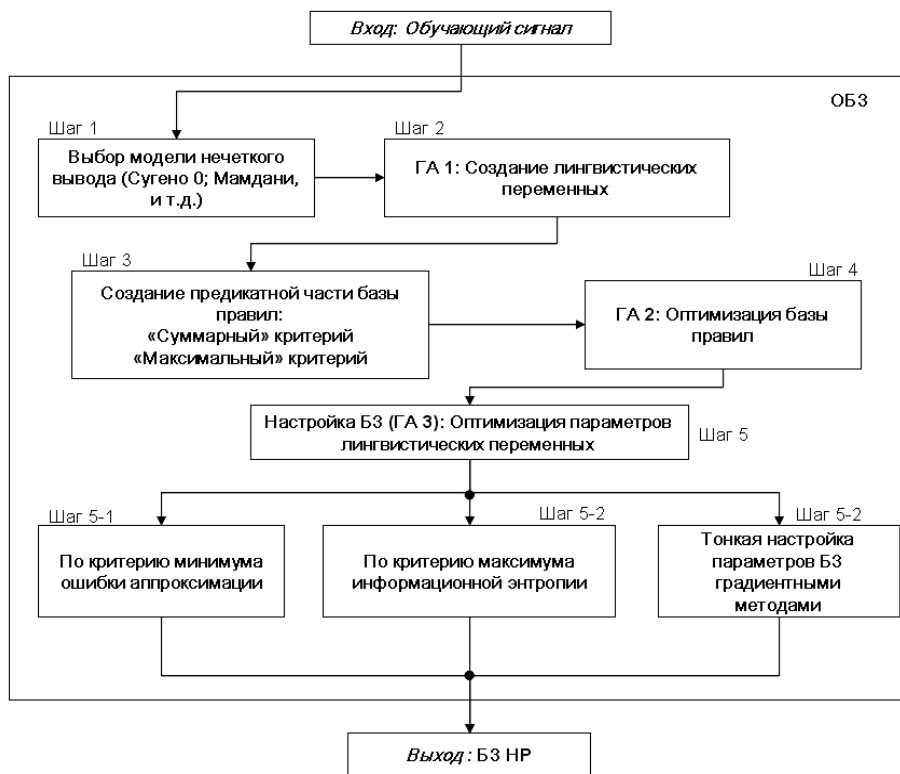 Вход: Обучающий сигнал
ОБЗ
Шаг 1
Выбор модели нечеткого
вывода (Сугено 0; Мамдани,
и т.д.)
Шаг 2
ГА 1: Создание лингвистических
переменных
Шаг 3
Создание предикатной части базы
правил:
«Суммарный» критерий
«Максимальный» критерий
Шаг 4
ГА 2: Оптимизация базы
правил
Настройка БЗ (ГА 3): Оптимизация параметров
лингвистических переменных
Шаг 5
Шаг 5-1
По критерию минимума
ошибки аппроксимации
Шаг 5-2
По критерию максимума
информационной энтропии
Шаг 5-2
Тонкая настройка
параметров БЗ
градиентными
методами
Выход: БЗ НР